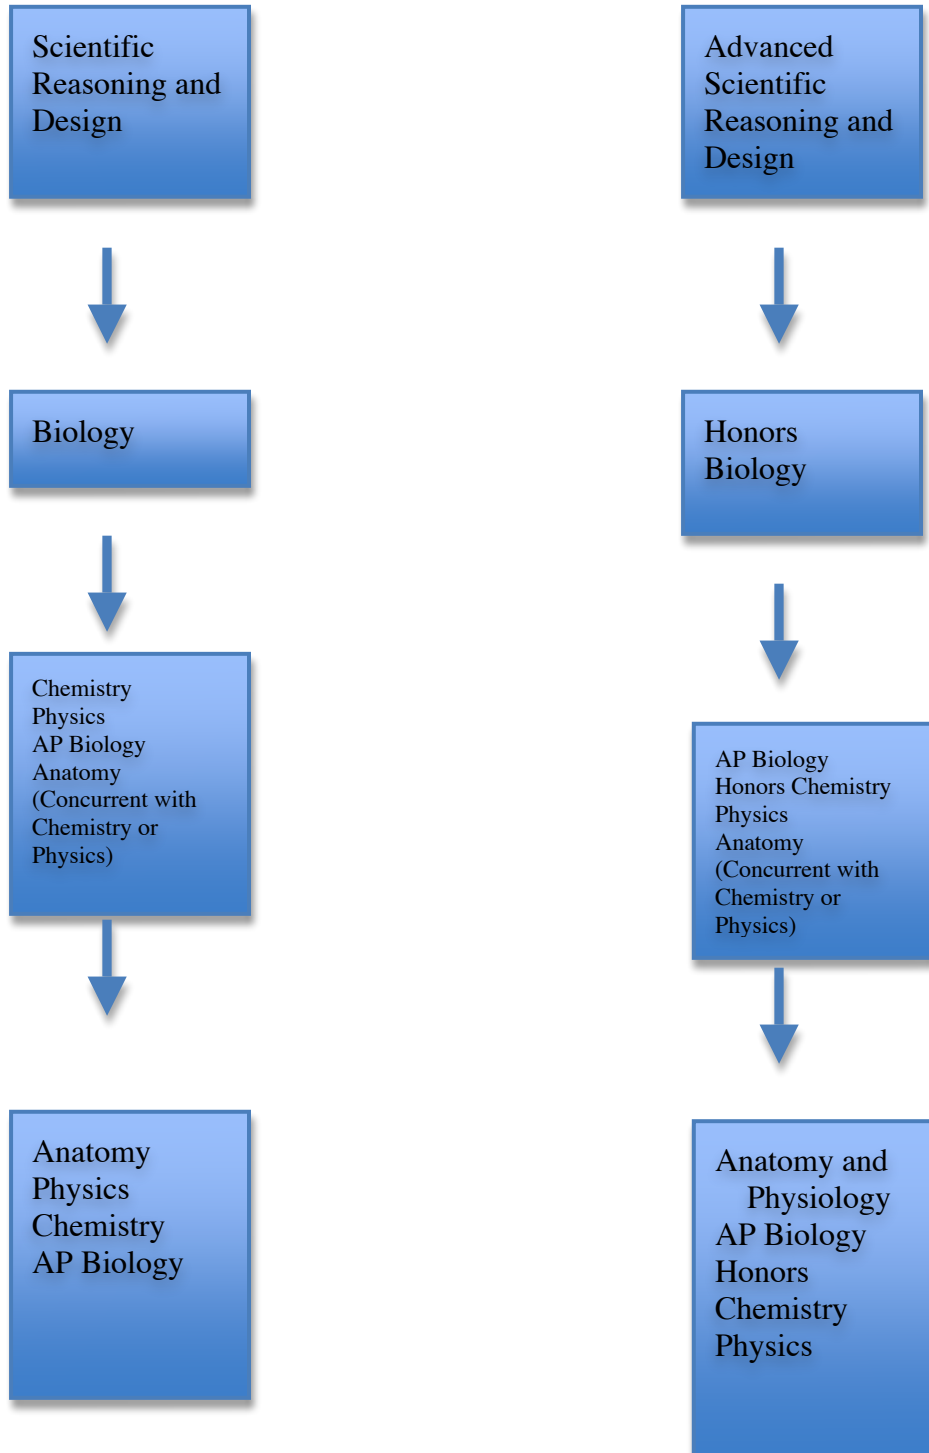 Scientific
Reasoning and
Design
Advanced
Scientific
Reasoning and
Design
Biology
Honors
Biology
Chemistry
Physics
AP Biology
Anatomy
(Concurrent with
Chemistry or
Physics)
AP Biology
Honors Chemistry
Physics
Anatomy
(Concurrent with
Chemistry or
Physics)
Anatomy
Physics
Chemistry
AP Biology
Anatomy and
Physiology
AP Biology
Honors
Chemistry
Physics